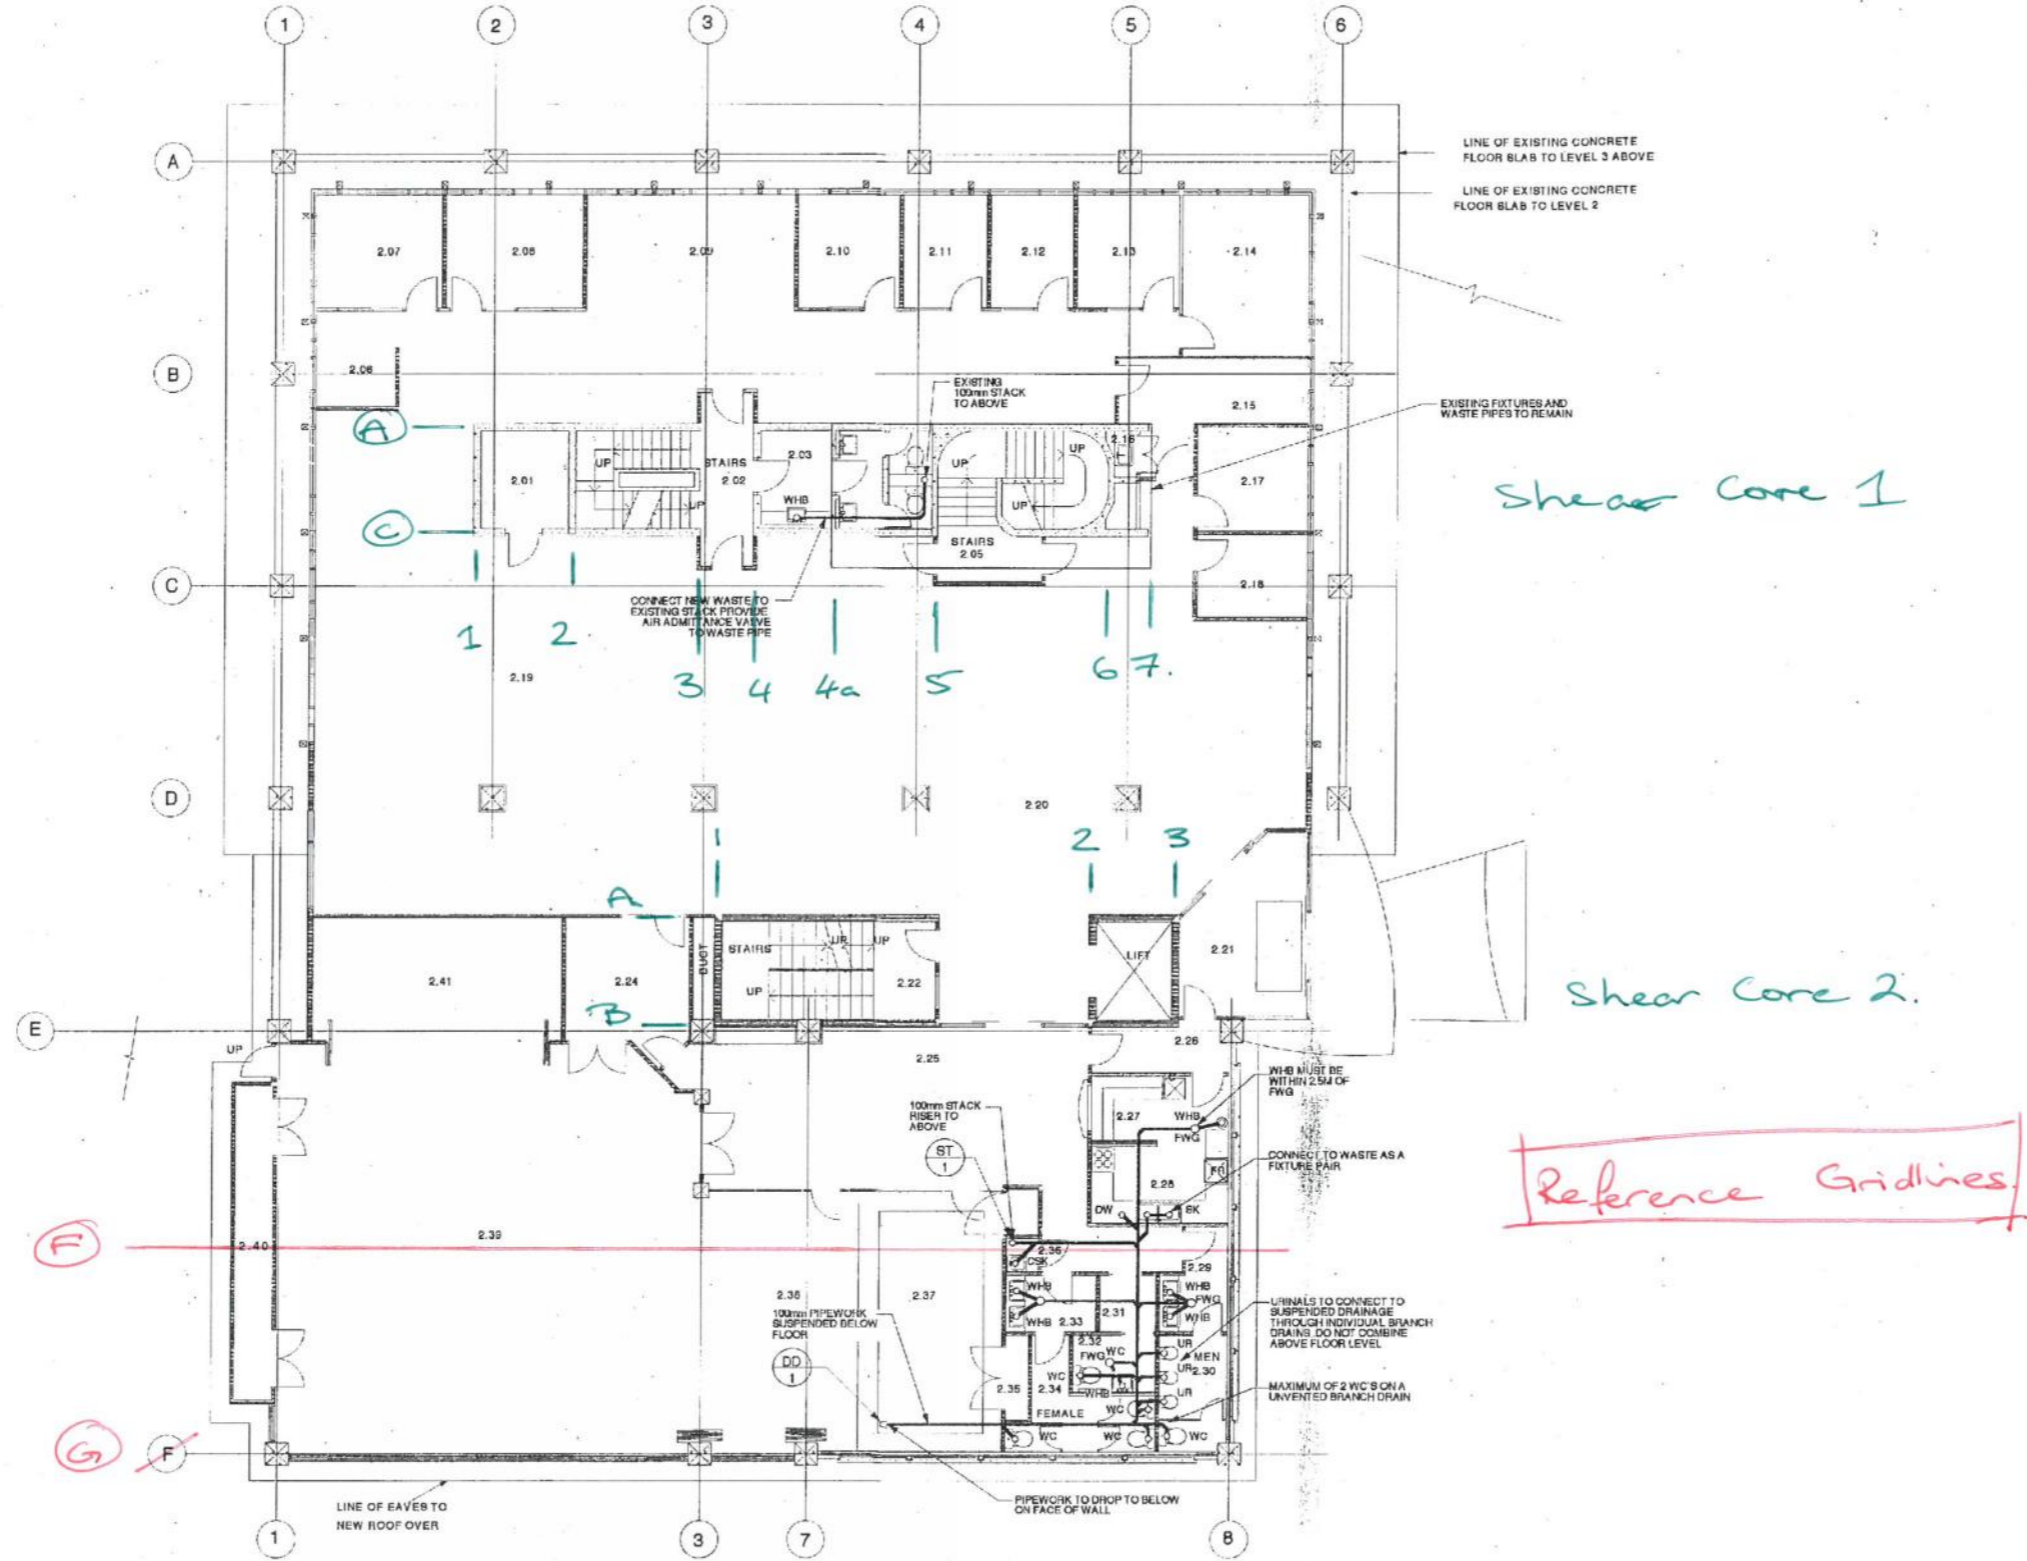 1 2 3 4 5 6
A
LINE OF EXISTING CONCRETE
FLOOR SLAB TO LEVEL 3 ABOVE
LINE OF EXISTING CONCRETE
FLOOR SLAB TO LEVEL 2
2.07 2.08 2.09 2.10 2.11 2.12 2.13 2.14
B
2.06
EXISTING
100mm STACK
TO ABOVE
2.15
EXISTING FIXTURES AND
WASTE PIPES TO REMAIN
A
2.01
UP
UP
STAIRS
2.02
2.03
WHB
UP
UP
UP
2.16
2.17
Shear Core 1
C
STAIRS
2.05
C
2.18
CONNECT NEW WASTE TO
EXISTING STACK PROVIDE
AIR ADMITTANCE VALVE
TO WASTE PIPE
1 2 3 4 4a 5 6 7.
2.19
D
2.20
1 2 3
A
STAIRS
UP
UP
UP
2.22
LIFT
2.21
DUCT
2.41
2.24
B
Shear Core 2.
E
UP
2.25
2.26
WHB MUST BE
WITHIN 2.5M OF
FWG
2.27
WHB
FWG
100mm STACK
RISER TO
ABOVE
ST
1
CONNECT TO WASTE AS A
FIXTURE PAIR
FR
2.28
DW
SK
Reference Gridlines.
F
2.40
2.39
2.36
CSK
2.29
WHB
WHB
2.33
2.31
WHB
FWG
WHB
2.38
2.37
100mm PIPEWORK
SUSPENDED BELOW
FLOOR
URINALS TO CONNECT TO
SUSPENDED DRAINAGE
THROUGH INDIVIDUAL BRANCH
DRAINS. DO NOT COMBINE
ABOVE FLOOR LEVEL
2.32
FWG
WC
UR
MEN
UR
2.30
UR
DD
1
2.35
2.34
WC
WHB
WC
FEMALE
MAXIMUM OF 2 WC'S ON A
UNVENTED BRANCH DRAIN
G
F
WC
WC
WC
LINE OF EAVES TO
NEW ROOF OVER
PIPEWORK TO DROP TO BELOW
ON FACE OF WALL
1 3 7 8